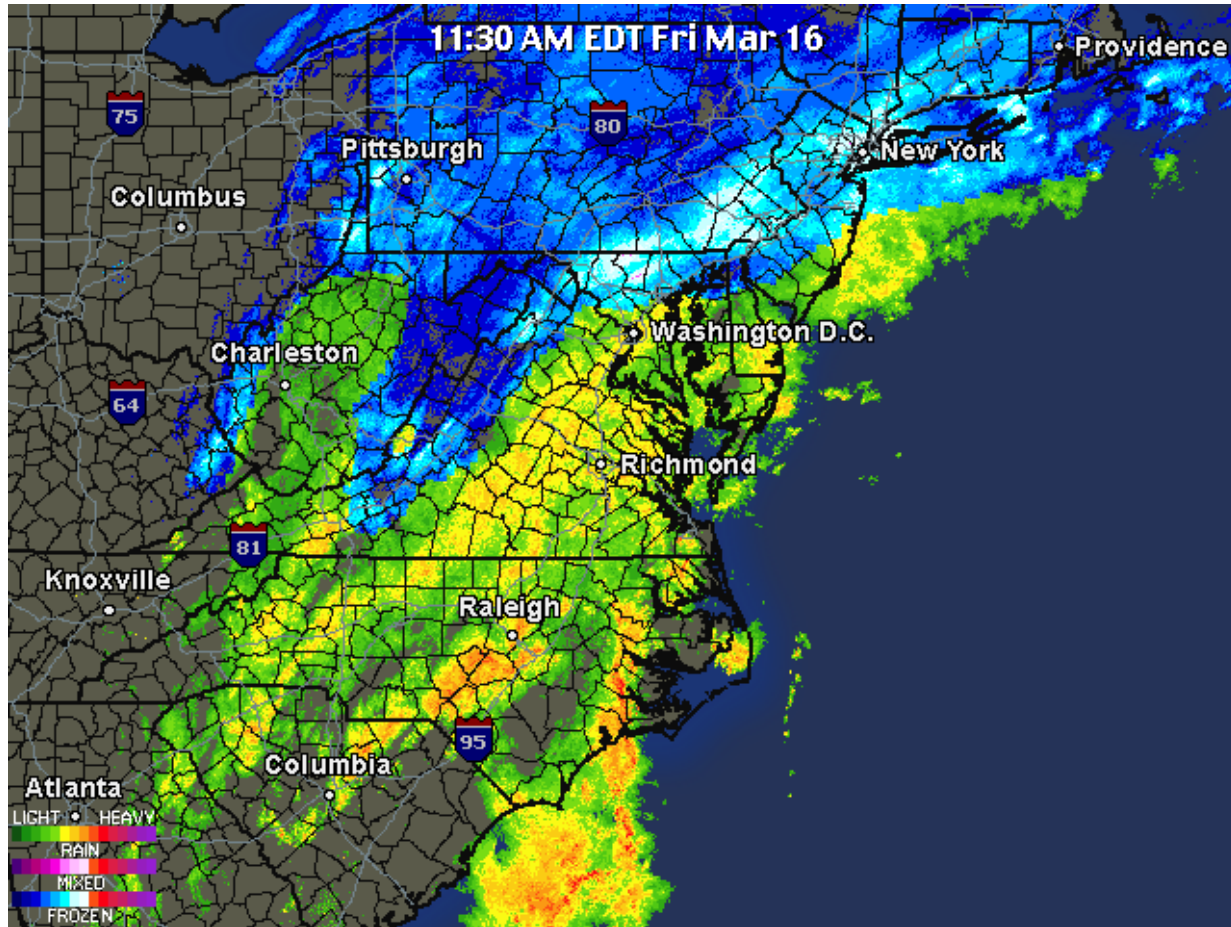 11:30 AM EDT Fri Mar 16
Providence
75
80
Pittsburgh
New York
Columbus
Washington D.C.
Charleston
64
Richmond
81
Knoxville
Raleigh
95
Columbia
Atlanta
LIGHT HEAVY
RAIN
MIXED
FROZEN